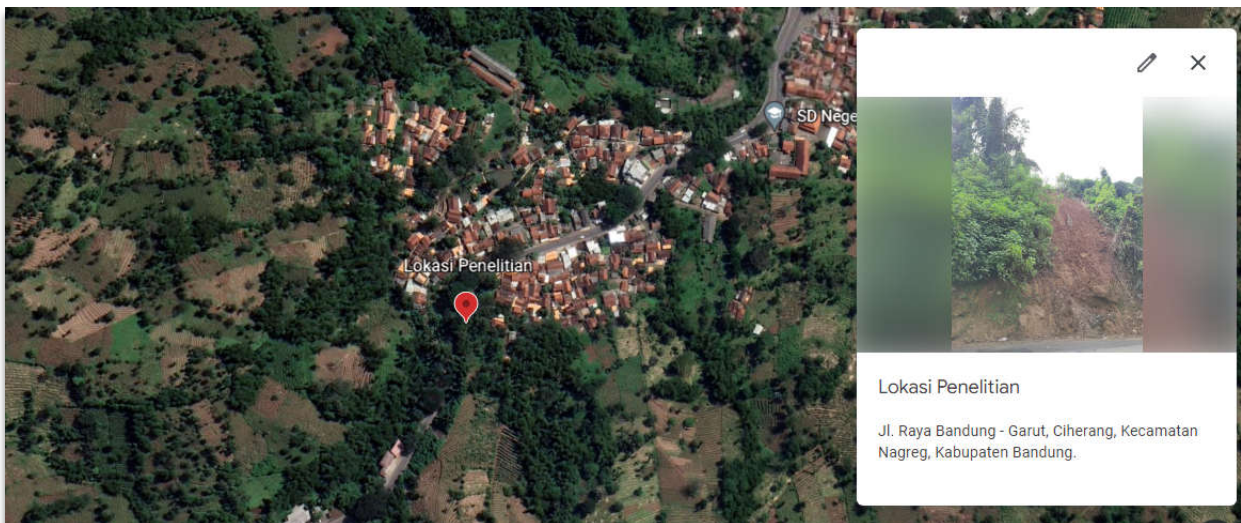 SD Nege
Lokasi Penelitian
Lokasi Penelitian
Jl. Raya Bandung - Garut, Ciherang, Kecamatan
Nagreg, Kabupaten Bandung.